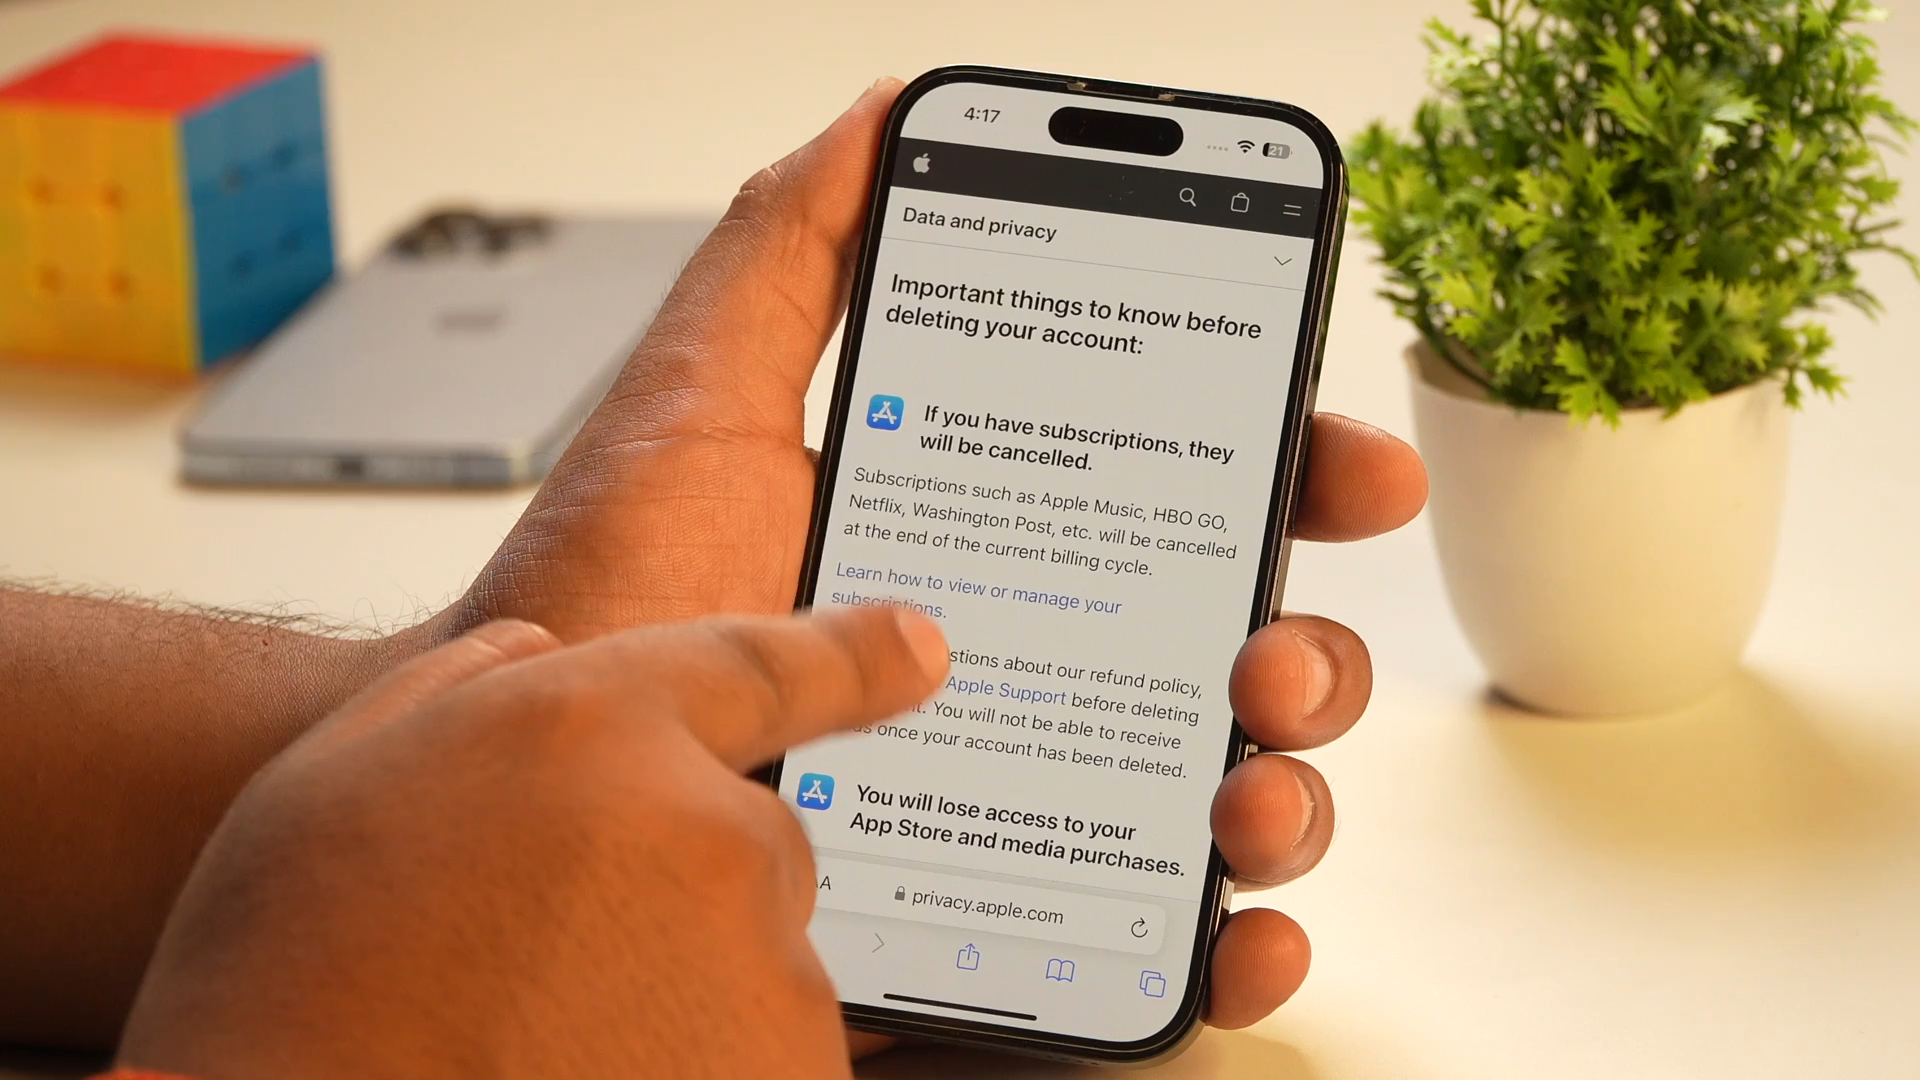 4:17
21
Data and privacy
Important things to know before
deleting your account:
If you have subscriptions, they
will be cancelled.
Subscriptions such as Apple Music, HBO GO,
Netflix, Washington Post, etc. will be cancelled
at the end of the current billing cycle.
Learn how to view or manage your
subscriptions.
about our refund policy,
Apple Support before deleting
You will not be able to receive
once your account has been deleted.
You will lose access to your
App Store and media purchases.
privacy.apple.com